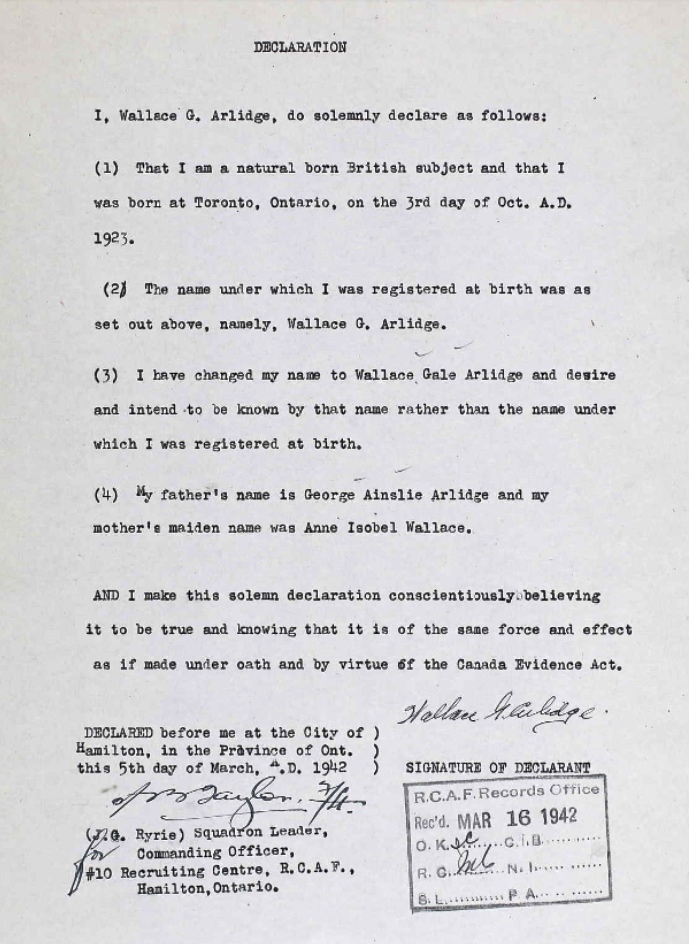 DECLARATION
I, Wallace G. Arlidge, do solemnly declare as follows:
(1) That I am a natural born British subject and that I
was born at Toronto, Ontario, on the 3rd day of Oct. A.D.
1923.
(2) The name under which I was registered at birth was as
set out above, namely, Wallace G. Arlidge.
(3) I have changed my name to Wallace Gale Arlidge and desire
and intend to be known by that name rather than the name under
which I was registered at birth.
(4) My father's name is George Ainslie Arlidge and my
mother's maiden name was Anne Isobel Wallace.
AND I make this solemn declaration conscientiously believing
it to be true and knowing that it is of the same force and effect
as if made under oath and by virtue of the Canada Evidence Act.
Wallace G. Arlidge.
DECLARED before me at the City of )
Hamilton, in the Province of Ont. )
this 5th day of March, A.D. 1942 )
SIGNATURE OF DECLARANT
Taylor. F/L
(J.G. Ryrie) Squadron Leader,
for Commanding Officer,
#10 Recruiting Centre, R.C.A.F.,
Hamilton, Ontario.
R.C.A.F. Records Office
Rec'd. MAR 16 1942
O.K. C.I.B.
R.C. N.I.
S.L. P.A.